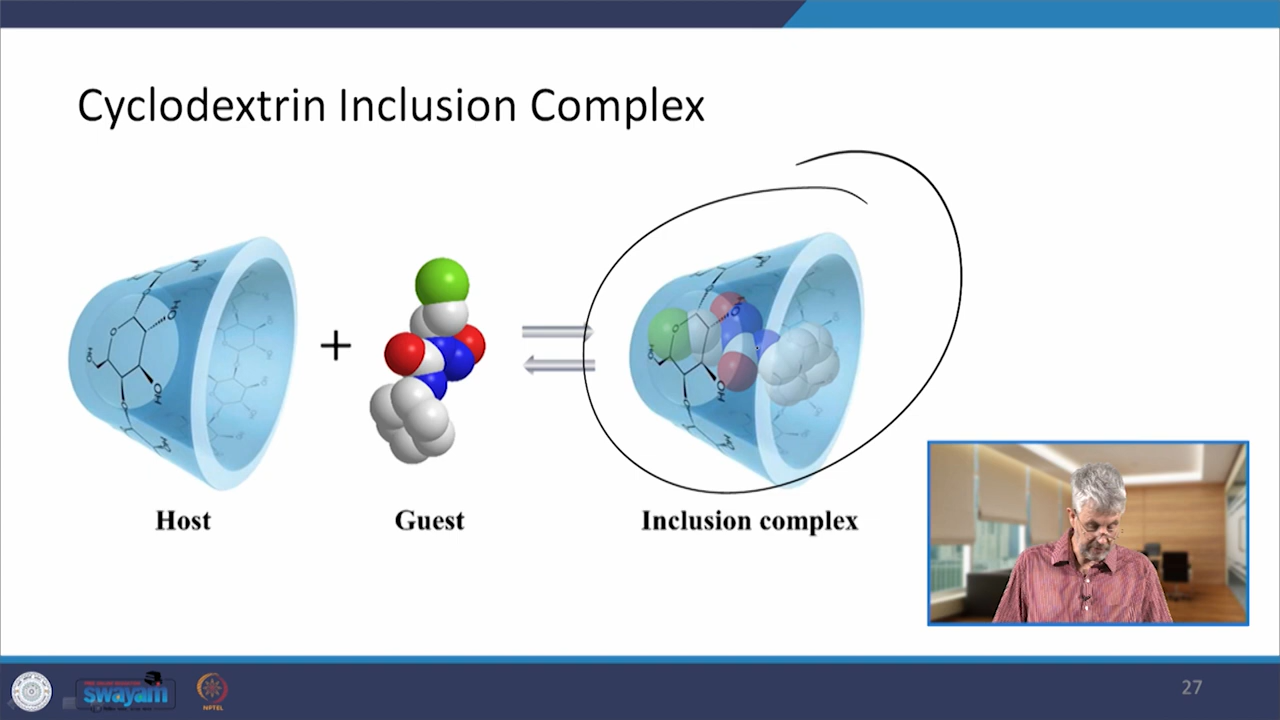 Cyclodextrin Inclusion Complex
+
Host
Guest
Inclusion complex
swayam
NPTEL
27